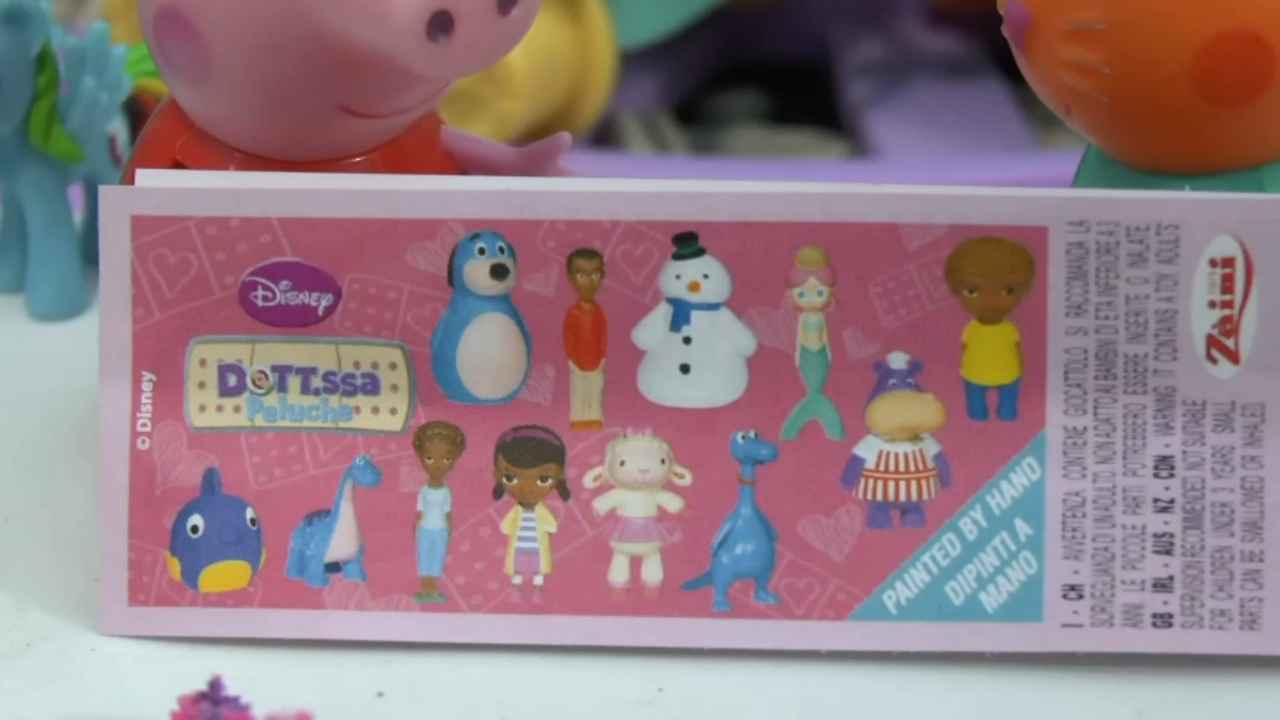 DISNEY
DOTT.ssa
Peluche
© Disney
PAINTED BY HAND
DIPINTI A
MANO
I • CH • AVVERTENZA CONTIENE GIOCATTOLO. SI RACCOMANDA LA
SORVEGLIANZA DI UN ADULTO. NON ADATTO AI BAMBINI DI ETÀ INFERIORE A 3
ANNI. LE PICCOLE PARTI POTREBBERO ESSERE INGERITE O INALATE.
GB • IRL • AUS • NZ • CDN • WARNING IT CONTAINS A TOY. ADULTS
SUPERVISION RECOMMENDED. NOT SUITABLE
FOR CHILDREN UNDER 3 YEARS. SMALL
PARTS CAN BE SWALLOWED OR INHALED.
Zaini